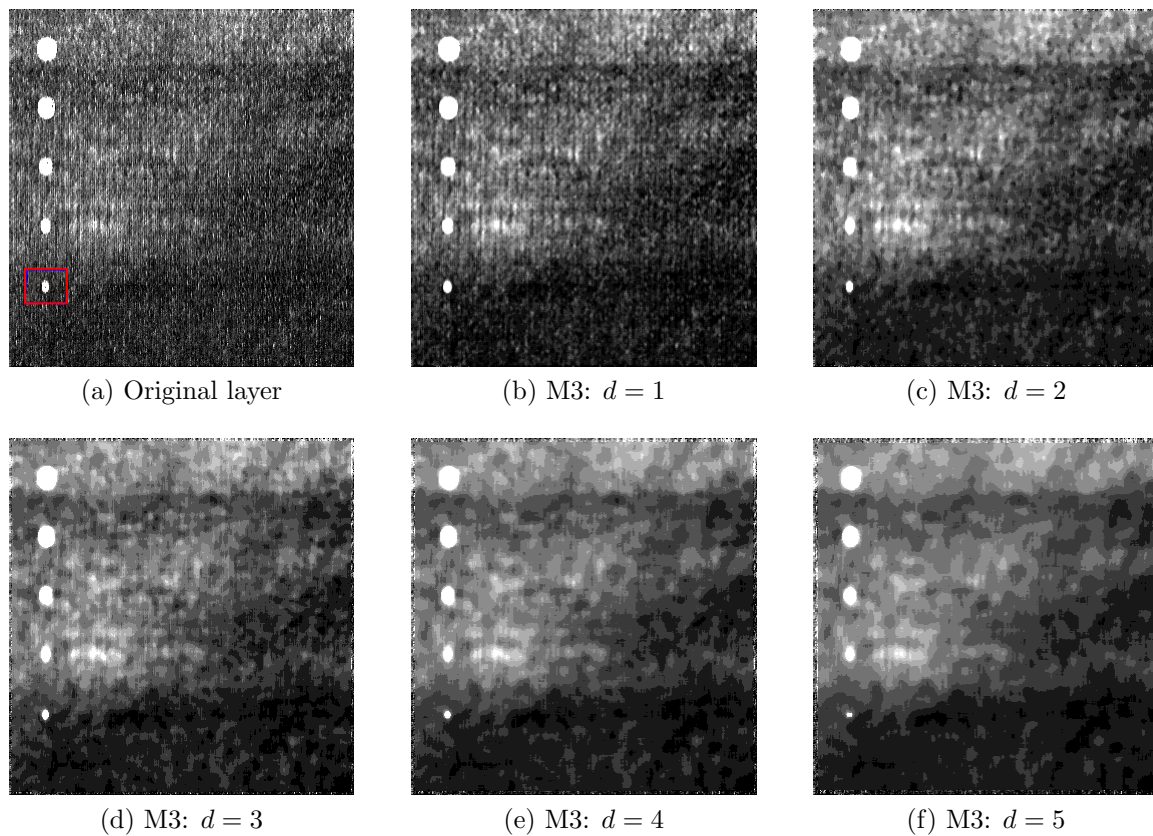 (a) Original layer
(b) M3: d = 1
(c) M3: d = 2
(d) M3: d = 3
(e) M3: d = 4
(f) M3: d = 5